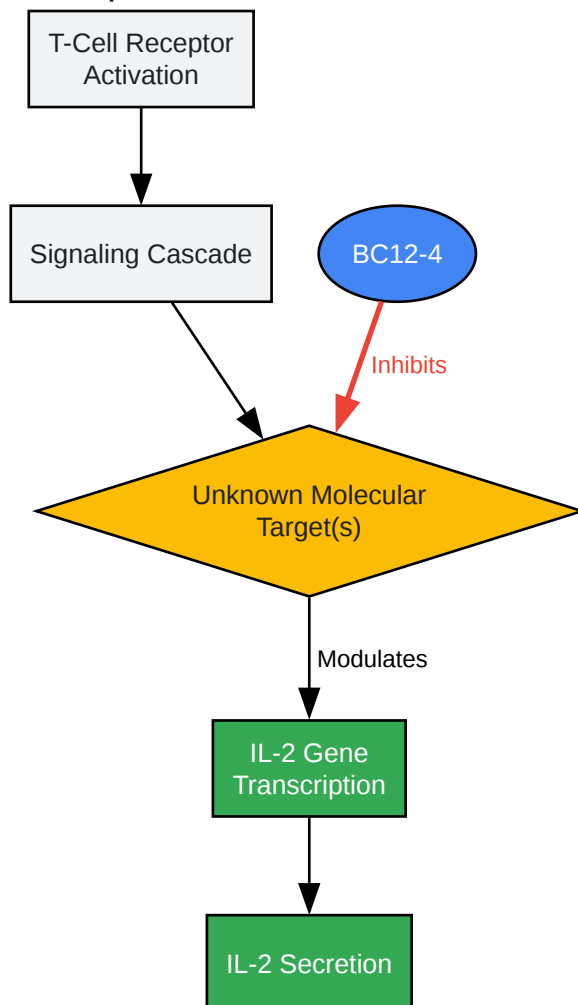 T-Cell Receptor
Activation
Signaling Cascade
BC12-4
Inhibits
Unknown Molecular
Target(s)
Modulates
IL-2 Gene
Transcription
IL-2 Secretion